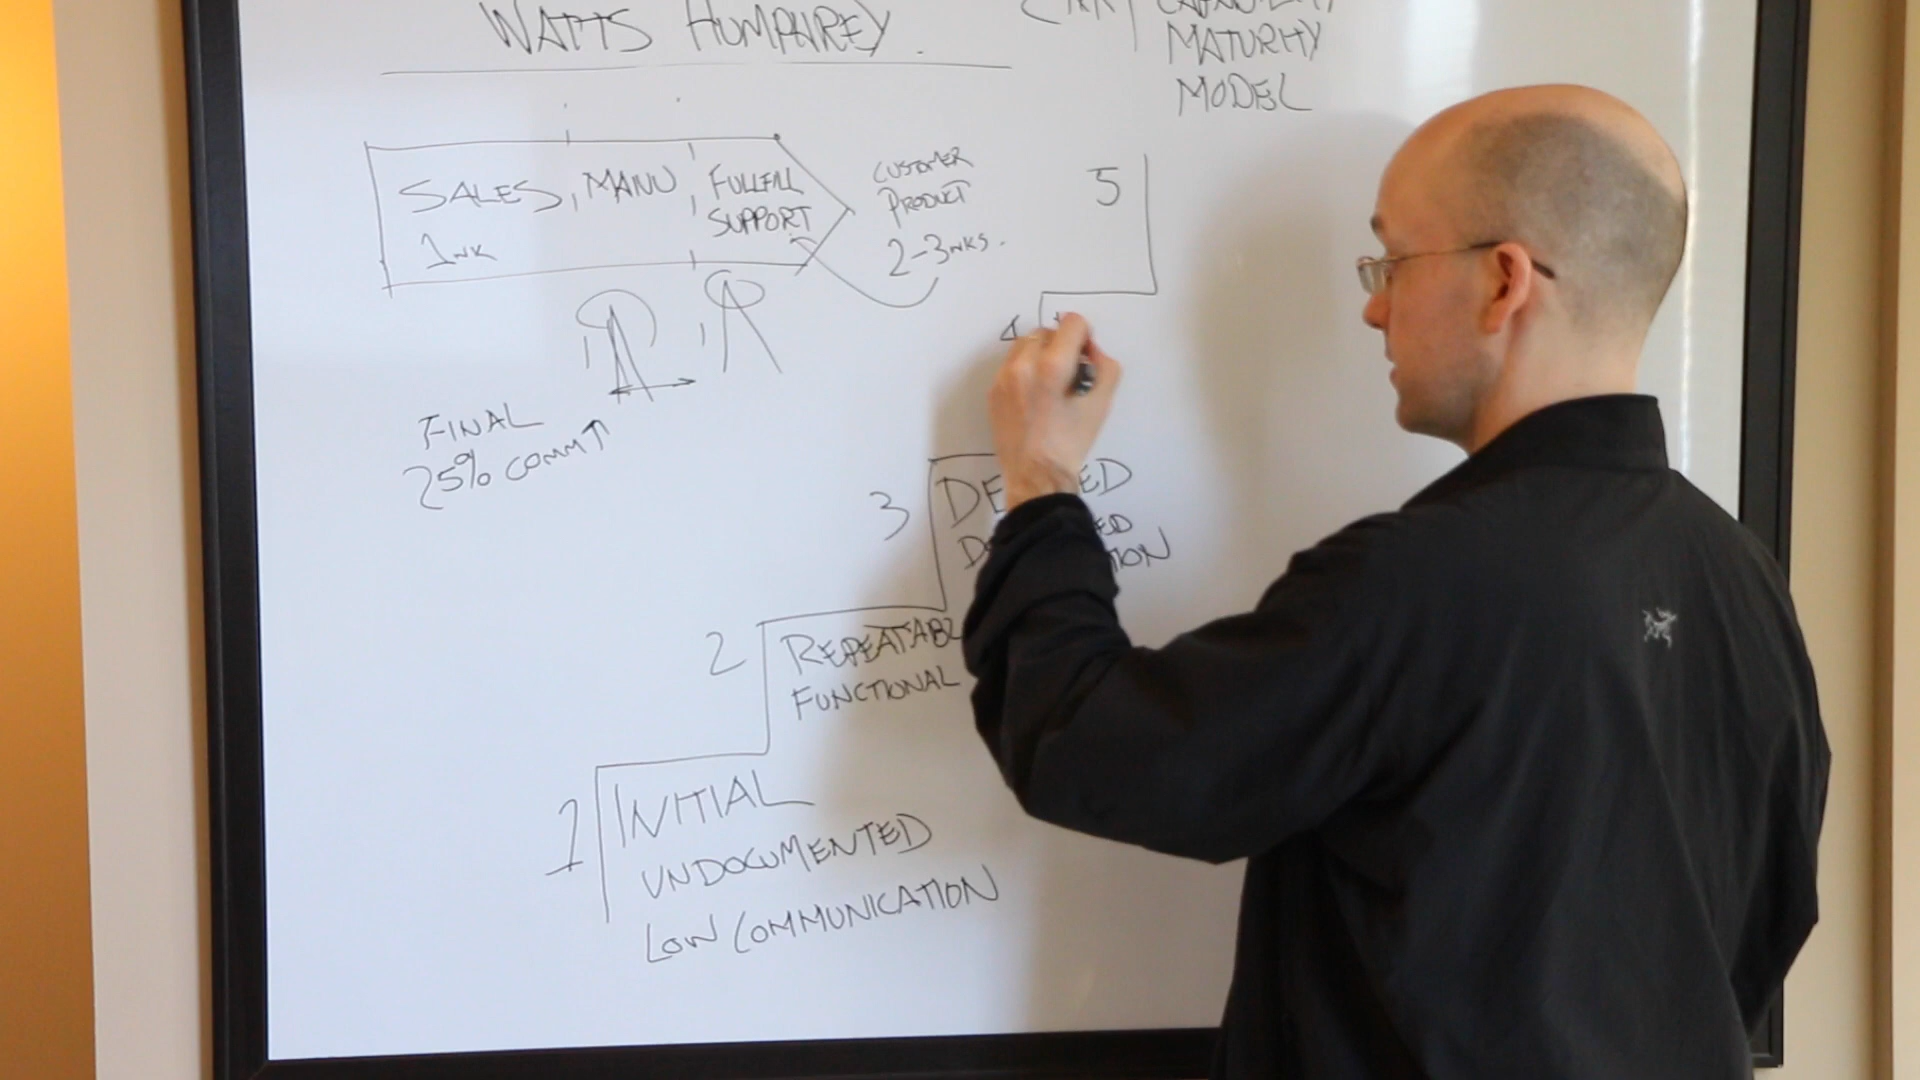 WATTS HUMPHREY.
MATURITY
MODEL
SALES, MANU, FULLFILL
SUPPORT
1WK
CUSTOMER
PRODUCT
2-3WKS.
FINAL
25% COMMT
5
4
3
2 REPEATABL
FUNCTIONAL
1 INITIAL
UNDOCUMENTED
LOW COMMUNICATION